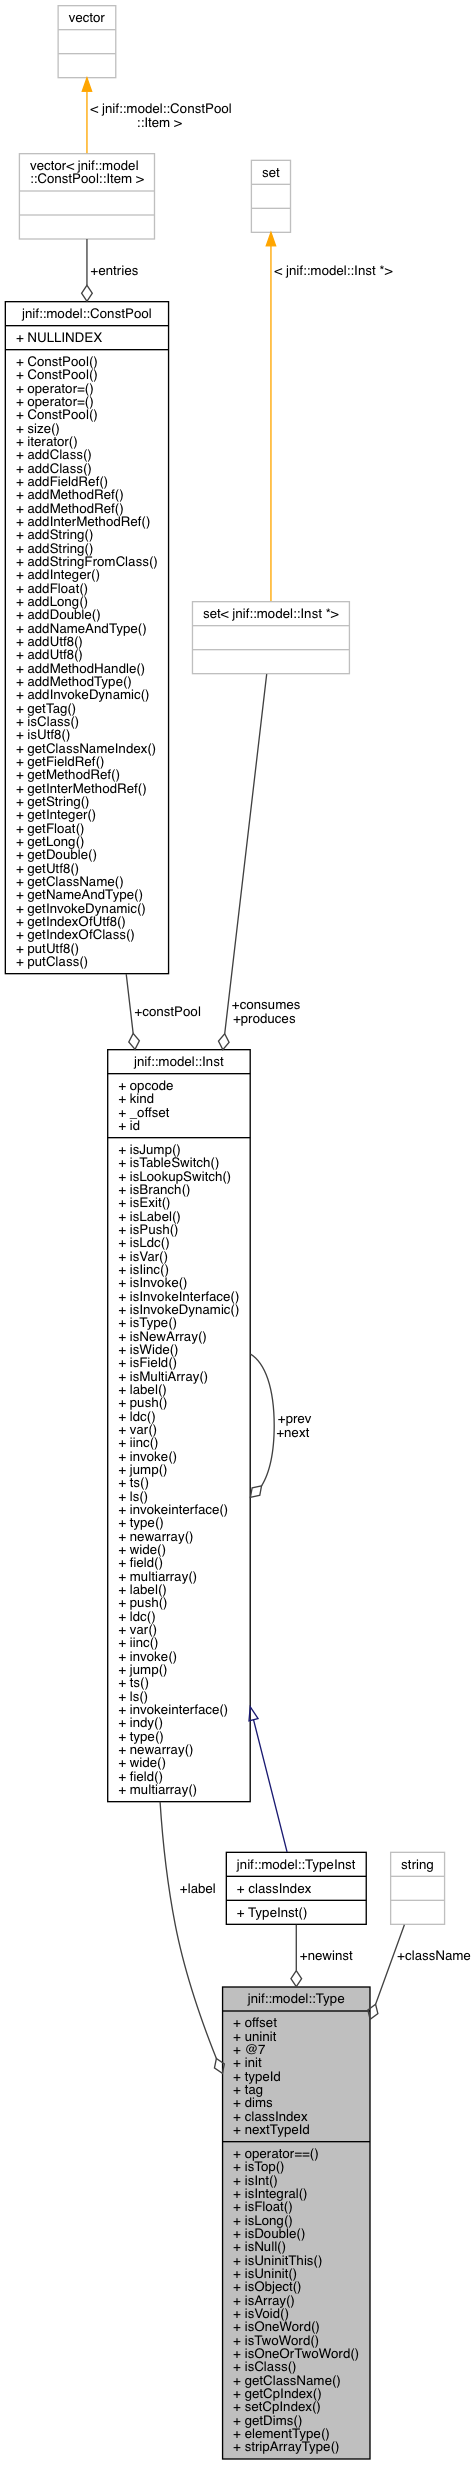 vector
< jnif::model::ConstPool
::Item >
vector< jnif::model
::ConstPool::Item >
set
< jnif::model::Inst *>
+entries
jnif::model::ConstPool
+ NULLINDEX
+ ConstPool()
+ ConstPool()
+ operator=()
+ operator=()
+ ConstPool()
+ size()
+ iterator()
+ addClass()
+ addClass()
+ addFieldRef()
+ addMethodRef()
+ addMethodRef()
+ addInterMethodRef()
+ addString()
+ addString()
+ addStringFromClass()
+ addInteger()
+ addFloat()
+ addLong()
+ addDouble()
+ addNameAndType()
+ addUtf8()
+ addUtf8()
+ addMethodHandle()
+ addMethodType()
+ addInvokeDynamic()
+ getTag()
+ isClass()
+ isUtf8()
+ getClassNameIndex()
+ getFieldRef()
+ getMethodRef()
+ getInterMethodRef()
+ getString()
+ getInteger()
+ getFloat()
+ getLong()
+ getDouble()
+ getUtf8()
+ getClassName()
+ getNameAndType()
+ getInvokeDynamic()
+ getIndexOfUtf8()
+ getIndexOfClass()
+ putUtf8()
+ putClass()
set< jnif::model::Inst *>
+constPool
+consumes
+produces
jnif::model::Inst
+ opcode
+ kind
+ _offset
+ id
+ isJump()
+ isTableSwitch()
+ isLookupSwitch()
+ isBranch()
+ isExit()
+ isLabel()
+ isPush()
+ isLdc()
+ isVar()
+ isIinc()
+ isInvoke()
+ isInvokeInterface()
+ isInvokeDynamic()
+ isType()
+ isNewArray()
+ isWide()
+ isField()
+ isMultiArray()
+ label()
+ push()
+ ldc()
+ var()
+ iinc()
+ invoke()
+ jump()
+ ts()
+ ls()
+ invokeinterface()
+ type()
+ newarray()
+ wide()
+ field()
+ multiarray()
+ label()
+ push()
+ ldc()
+ var()
+ iinc()
+ invoke()
+ jump()
+ ts()
+ ls()
+ invokeinterface()
+ indy()
+ type()
+ newarray()
+ wide()
+ field()
+ multiarray()
+prev
+next
+label
jnif::model::TypeInst
+ classIndex
+ TypeInst()
string
+newinst
+className
jnif::model::Type
+ offset
+ uninit
+ @7
+ init
+ typeId
+ tag
+ dims
+ classIndex
+ nextTypeId
+ operator==()
+ isTop()
+ isInt()
+ isIntegral()
+ isFloat()
+ isLong()
+ isDouble()
+ isNull()
+ isUninitThis()
+ isUninit()
+ isObject()
+ isArray()
+ isVoid()
+ isOneWord()
+ isTwoWord()
+ isOneOrTwoWord()
+ isClass()
+ getClassName()
+ getCpIndex()
+ setCpIndex()
+ getDims()
+ elementType()
+ stripArrayType()